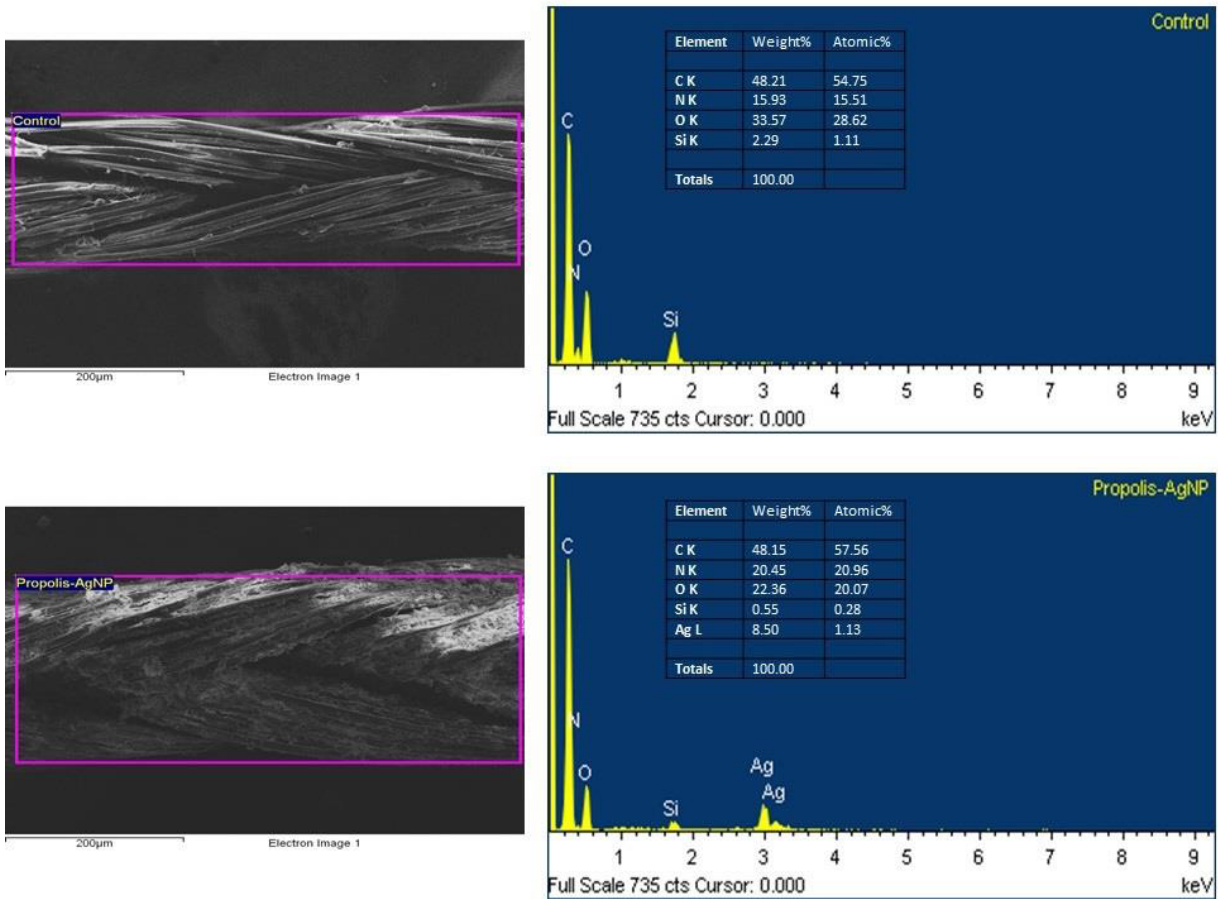 Control
200µm Electron Image 1
Control
Element Weight% Atomic%
C K 48.21 54.75
N K 15.93 15.51
O K 33.57 28.62
Si K 2.29 1.11
Totals 100.00
C
O
N
Si
1 2 3 4 5 6 7 8 9
Full Scale 735 cts Cursor: 0.000 keV
Propolis-AgNP
200µm Electron Image 1
Propolis-AgNP
Element Weight% Atomic%
C K 48.15 57.56
N K 20.45 20.96
O K 22.36 20.07
Si K 0.55 0.28
Ag L 8.50 1.13
Totals 100.00
C
N
O
Si
Ag
Ag
1 2 3 4 5 6 7 8 9
Full Scale 735 cts Cursor: 0.000 keV